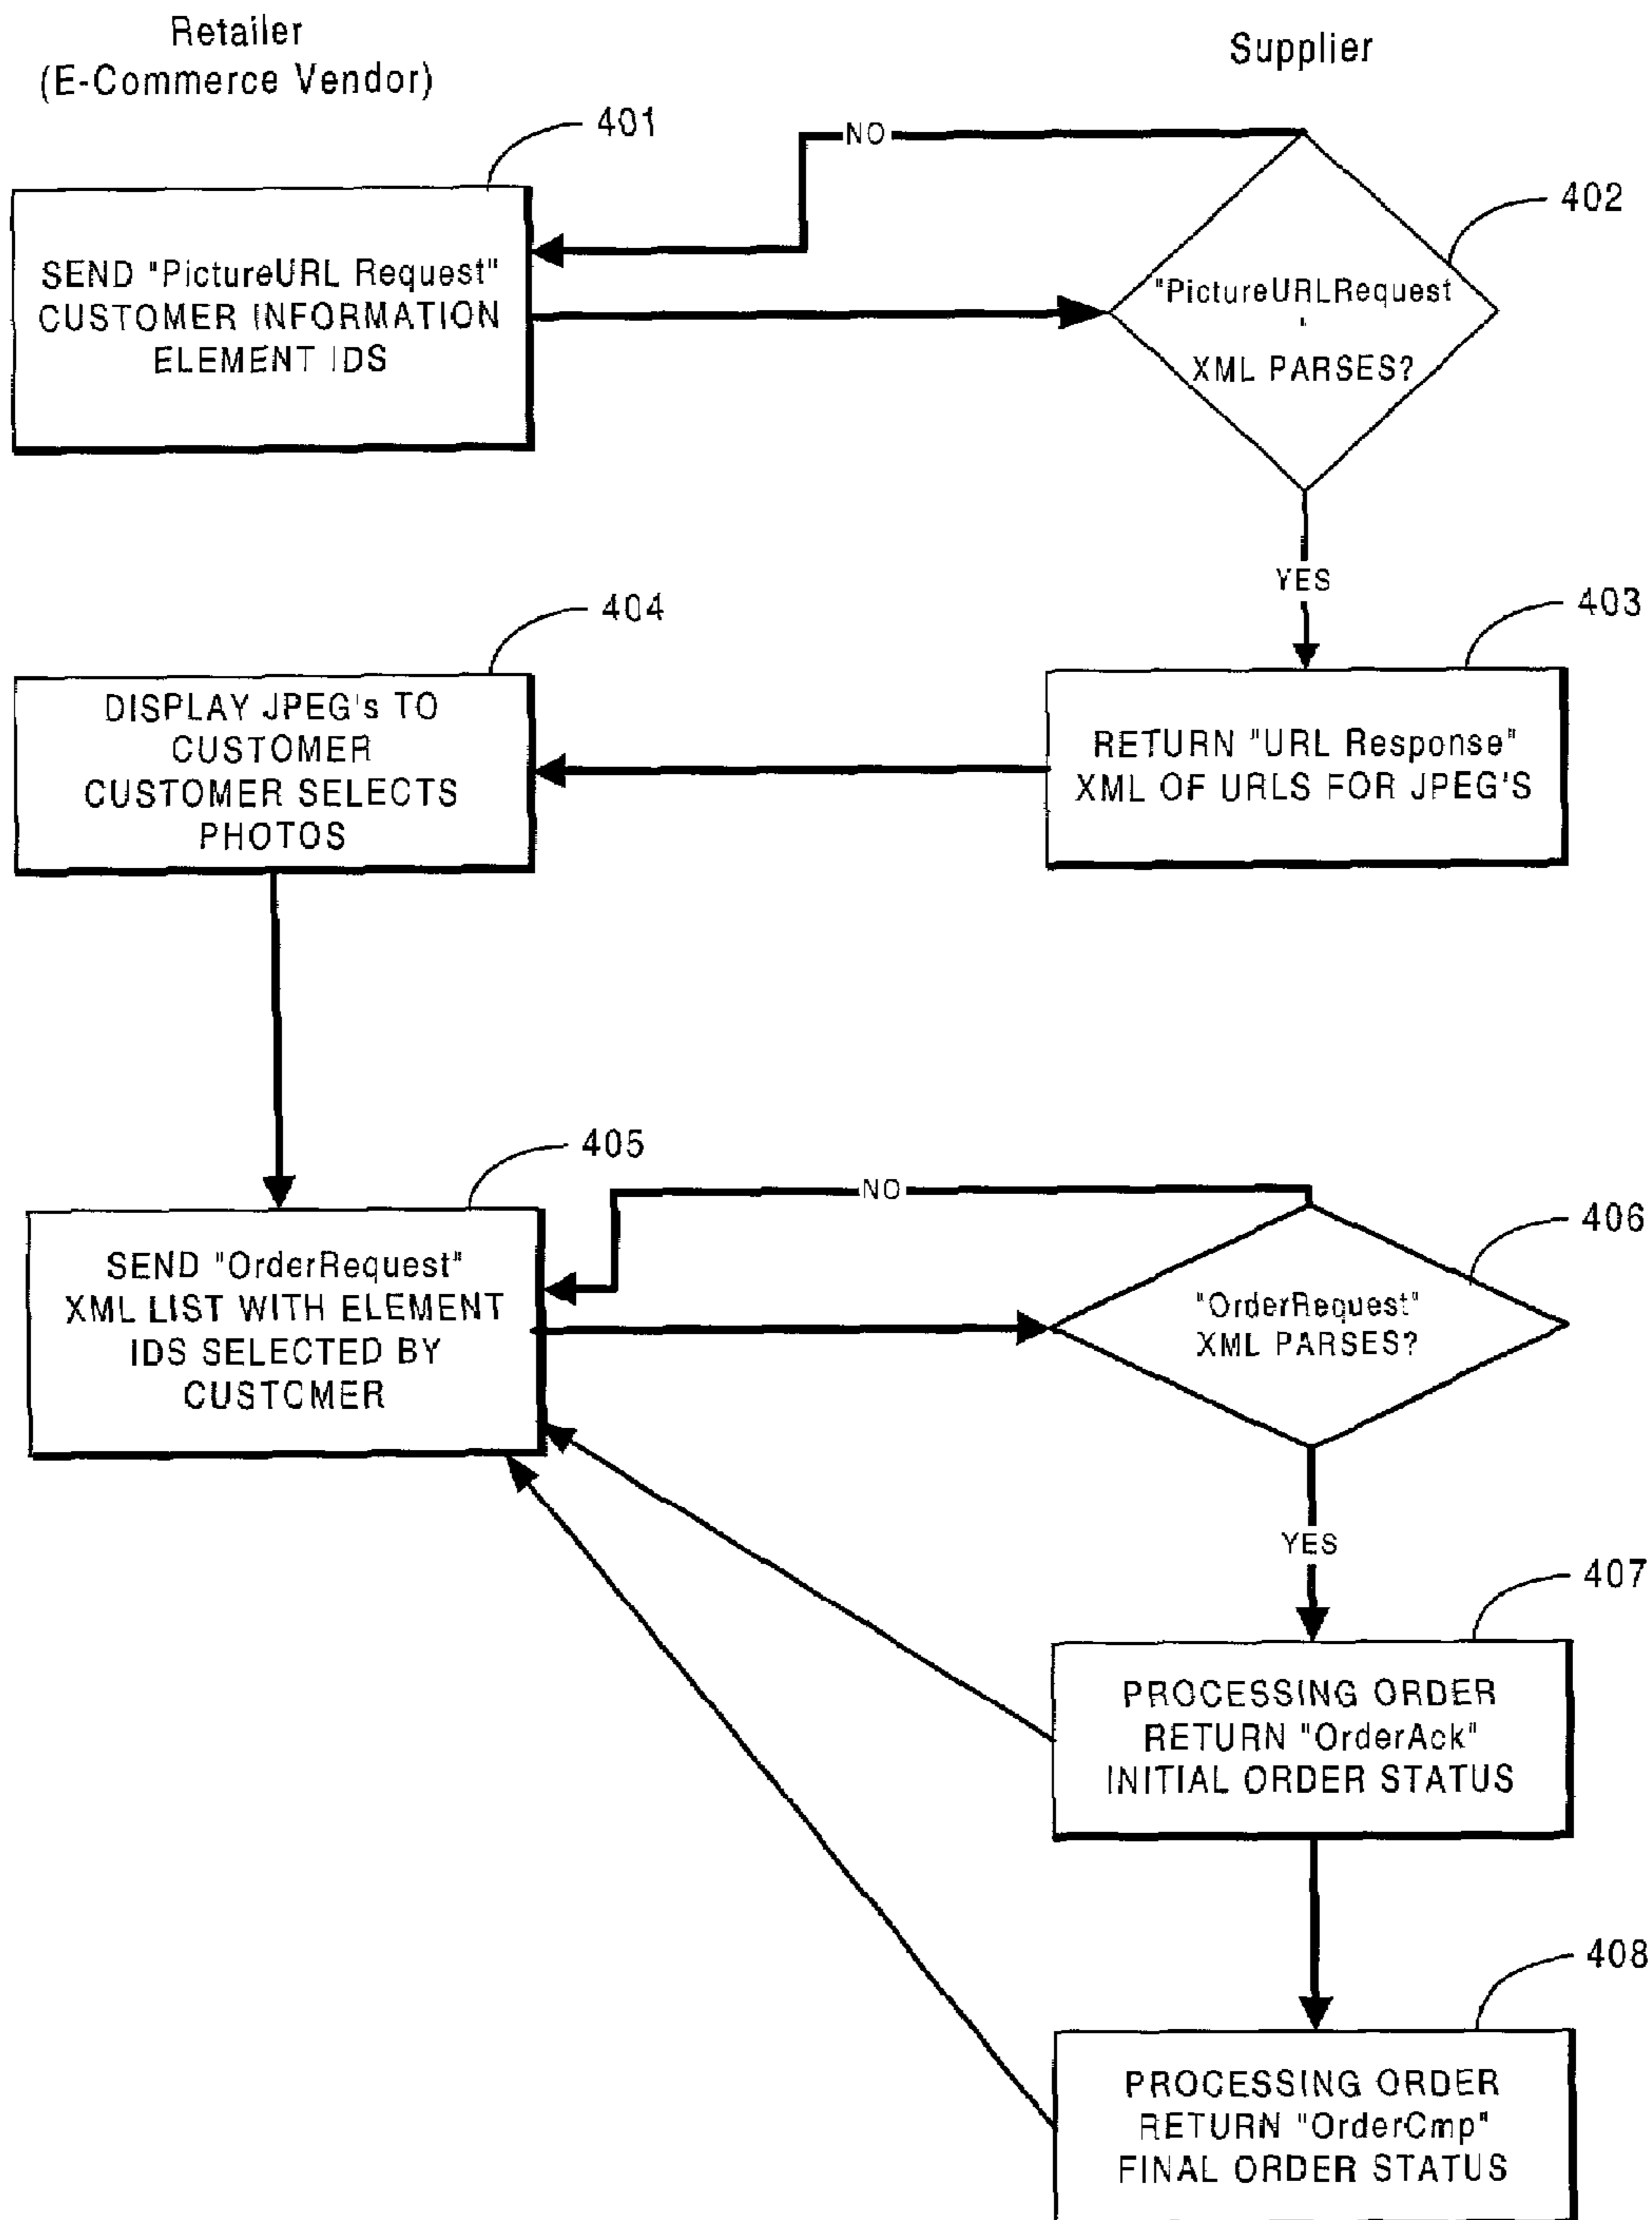 Retailer
(E-Commerce Vendor)
Supplier
401
NO
402
SEND "PictureURL Request"
CUSTOMER INFORMATION
ELEMENT IDS
"PictureURLRequest
'
XML PARSES?
YES
404
403
DISPLAY JPEG's TO
CUSTOMER
CUSTOMER SELECTS
PHOTOS
RETURN "URL Response"
XML OF URLS FOR JPEG'S
405
NO
406
SEND "OrderRequest"
XML LIST WITH ELEMENT
IDS SELECTED BY
CUSTOMER
"OrderRequest"
XML PARSES?
YES
407
PROCESSING ORDER
RETURN "OrderAck"
INITIAL ORDER STATUS
408
PROCESSING ORDER
RETURN "OrderCmp"
FINAL ORDER STATUS